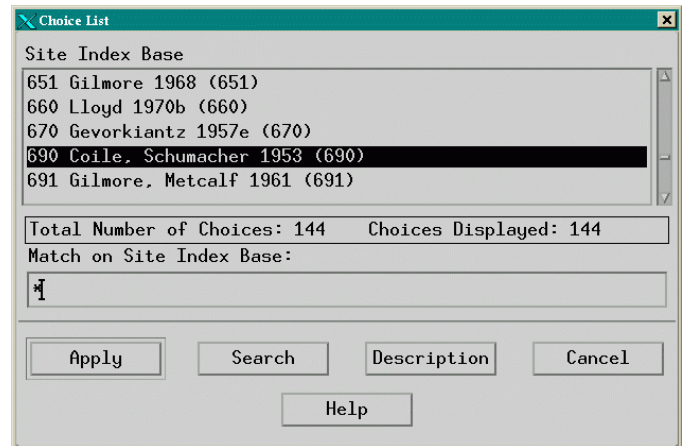 Choice List
Site Index Base
651 Gilmore 1968 (651)
660 Lloyd 1970b (660)
670 Gevorkiantz 1957e (670)
690 Coile, Schumacher 1953 (690)
691 Gilmore, Metcalf 1961 (691)
Total Number of Choices: 144 Choices Displayed: 144
Match on Site Index Base:
*
Apply Search Description Cancel
Help